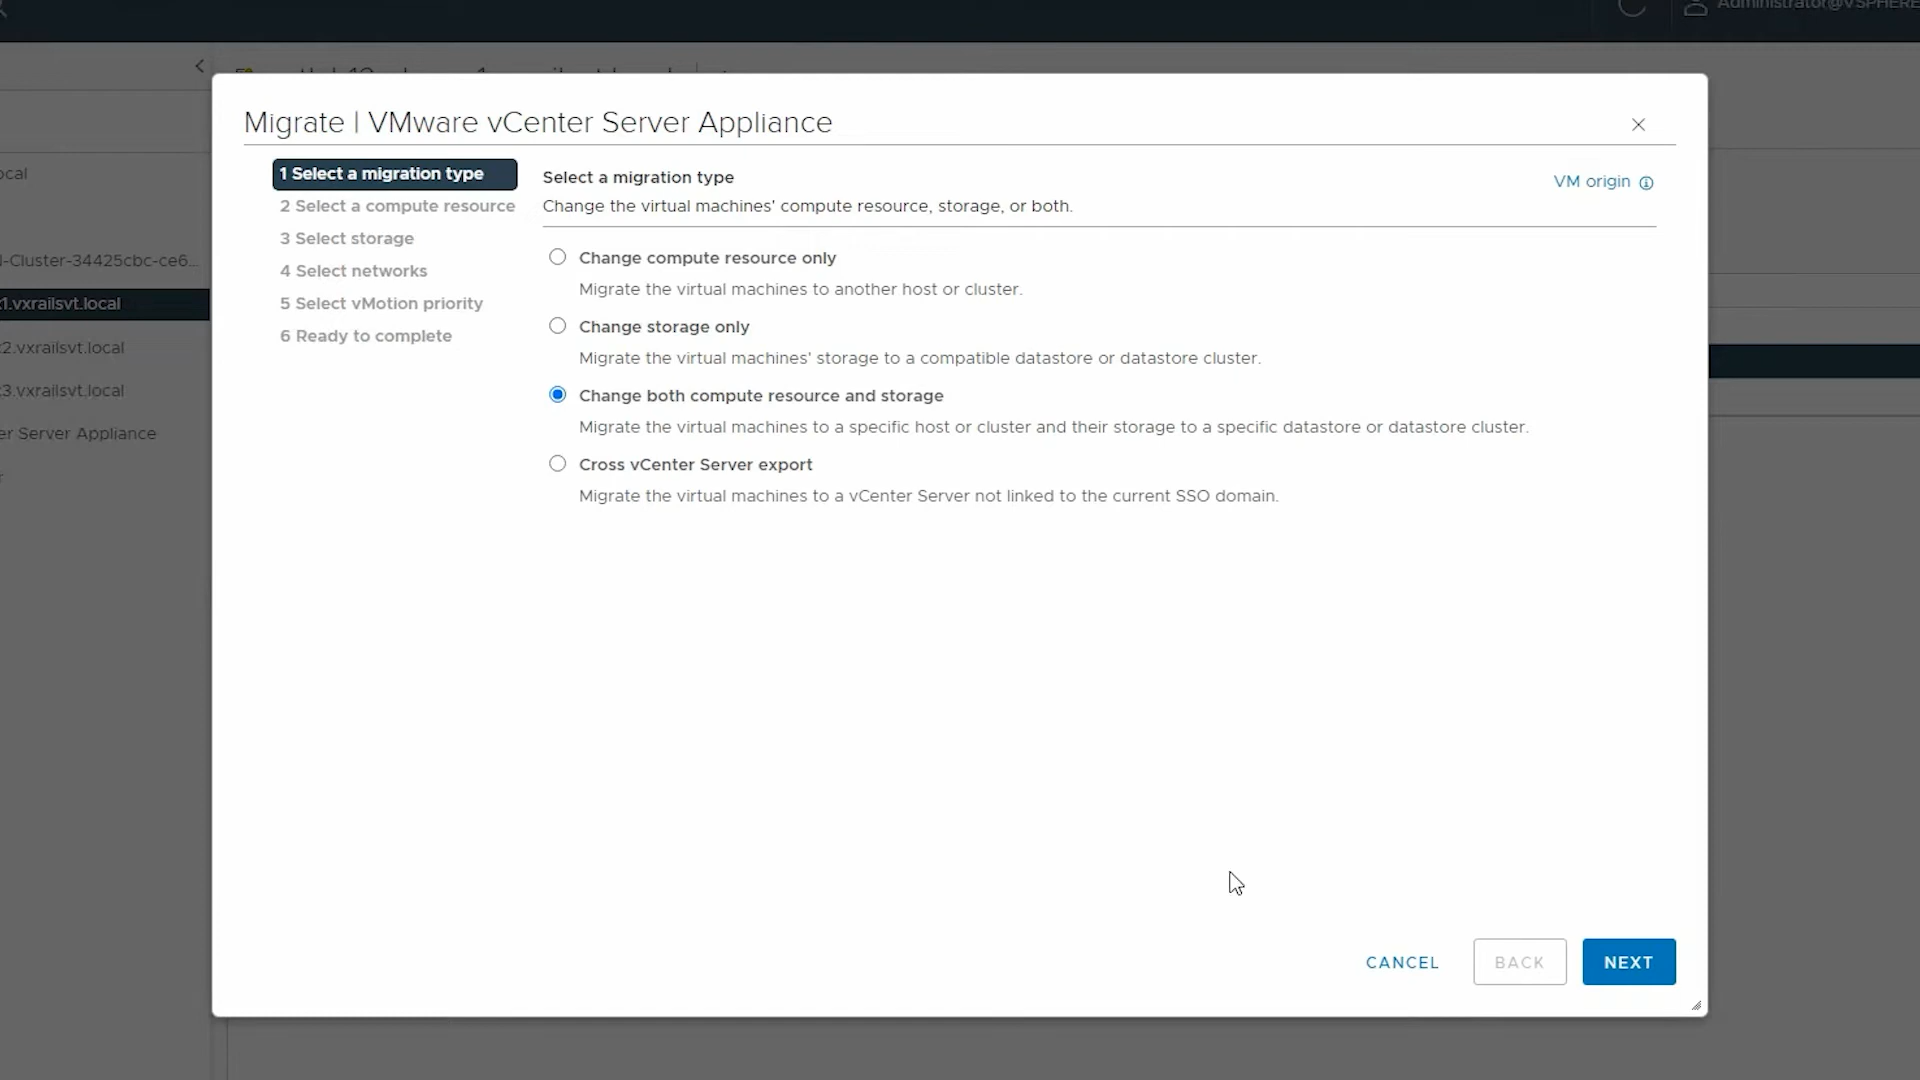 Administrator@VSPHERE
Migrate | VMware vCenter Server Appliance
1 Select a migration type
2 Select a compute resource
3 Select storage
4 Select networks
5 Select vMotion priority
6 Ready to complete
Select a migration type
VM origin
Change the virtual machines' compute resource, storage, or both.
Change compute resource only
Migrate the virtual machines to another host or cluster.
Change storage only
Migrate the virtual machines' storage to a compatible datastore or datastore cluster.
Change both compute resource and storage
Migrate the virtual machines to a specific host or cluster and their storage to a specific datastore or datastore cluster.
Cross vCenter Server export
Migrate the virtual machines to a vCenter Server not linked to the current SSO domain.
CANCEL
BACK
NEXT
ocal
-Cluster-34425cbc-ce6...
1.vxrailsvt.local
2.vxrailsvt.local
3.vxrailsvt.local
er Server Appliance